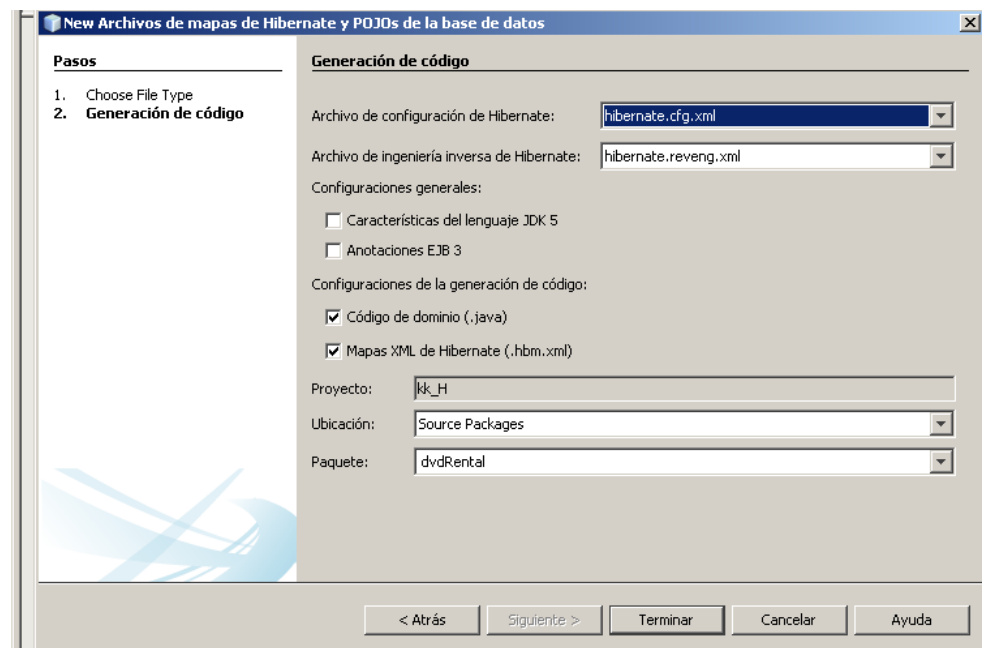 New Archivos de mapas de Hibernate y POJOs de la base de datos
Pasos
1. Choose File Type
2. Generación de código
Generación de código
Archivo de configuración de Hibernate: hibernate.cfg.xml
Archivo de ingeniería inversa de Hibernate: hibernate.reveng.xml
Configuraciones generales:
Características del lenguaje JDK 5
Anotaciones EJB 3
Configuraciones de la generación de código:
Código de dominio (.java)
Mapas XML de Hibernate (.hbm.xml)
Proyecto: kk_H
Ubicación: Source Packages
Paquete: dvdRental
< Atrás Siguiente > Terminar Cancelar Ayuda